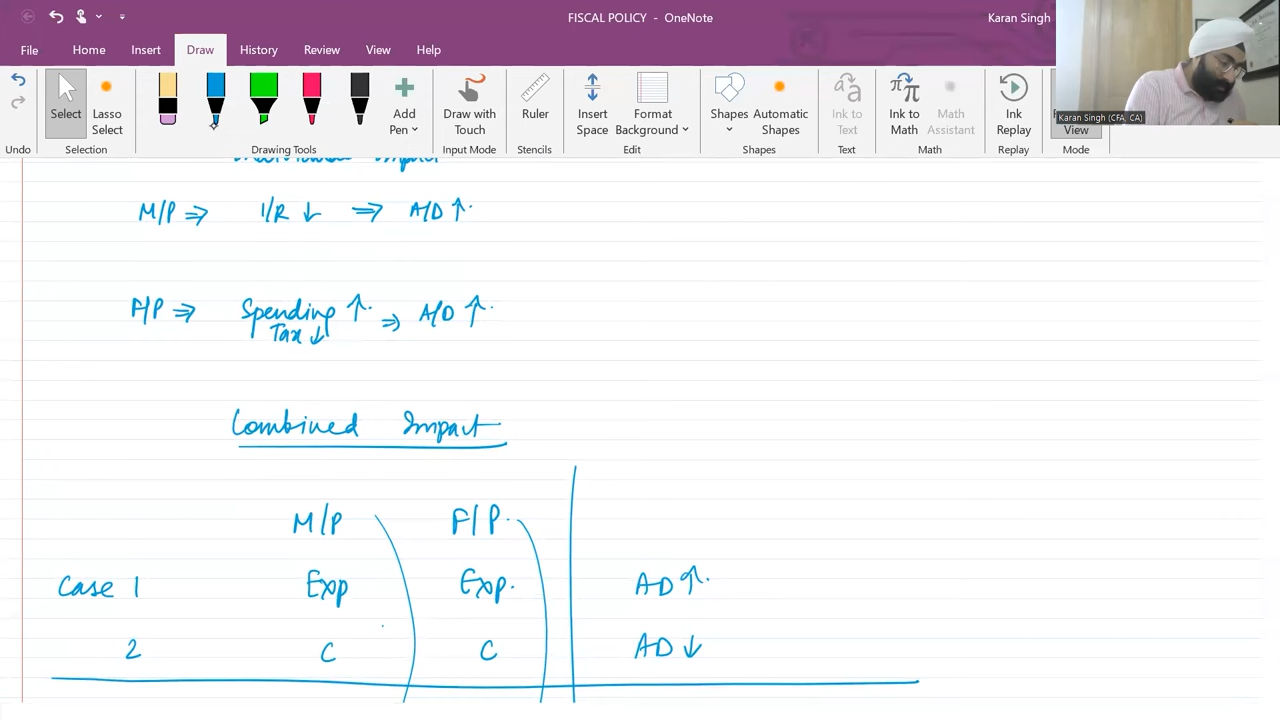 FISCAL POLICY - OneNote
Karan Singh
File Home Insert Draw History Review View Help
Select
Lasso Select
Add Pen
Draw with Touch
Ruler
Insert Space
Format Background
Shapes
Automatic Shapes
Ink to Text
Ink to Math
Math Assistant
Ink Replay
View
Karan Singh (CFA, CA)
Undo Selection Drawing Tools Input Mode Stencils Edit Shapes Text Math Replay Mode
Impact
M/P ⇒ I/R ↓ ⇒ A/D ↑.
F/P ⇒ Spending ↑. ⇒ A/D ↑.
Tax ↓
Combined Impact
M/P F/P.
Case 1 Exp Exp. AD ↑.
2 C C AD ↓